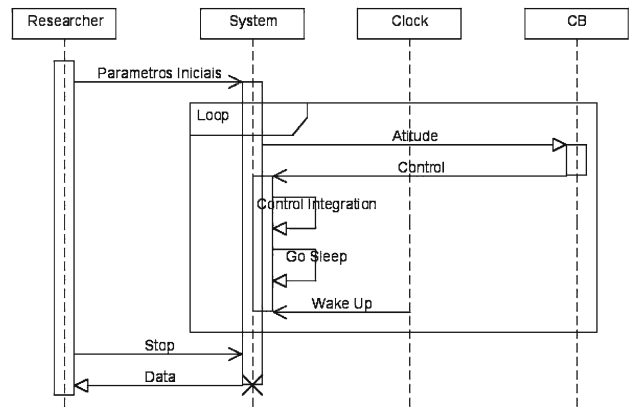 Researcher System Clock CB
Parametros Iniciais
Loop
Atitude
Control
Control Integration
Go Sleep
Wake Up
Stop
Data